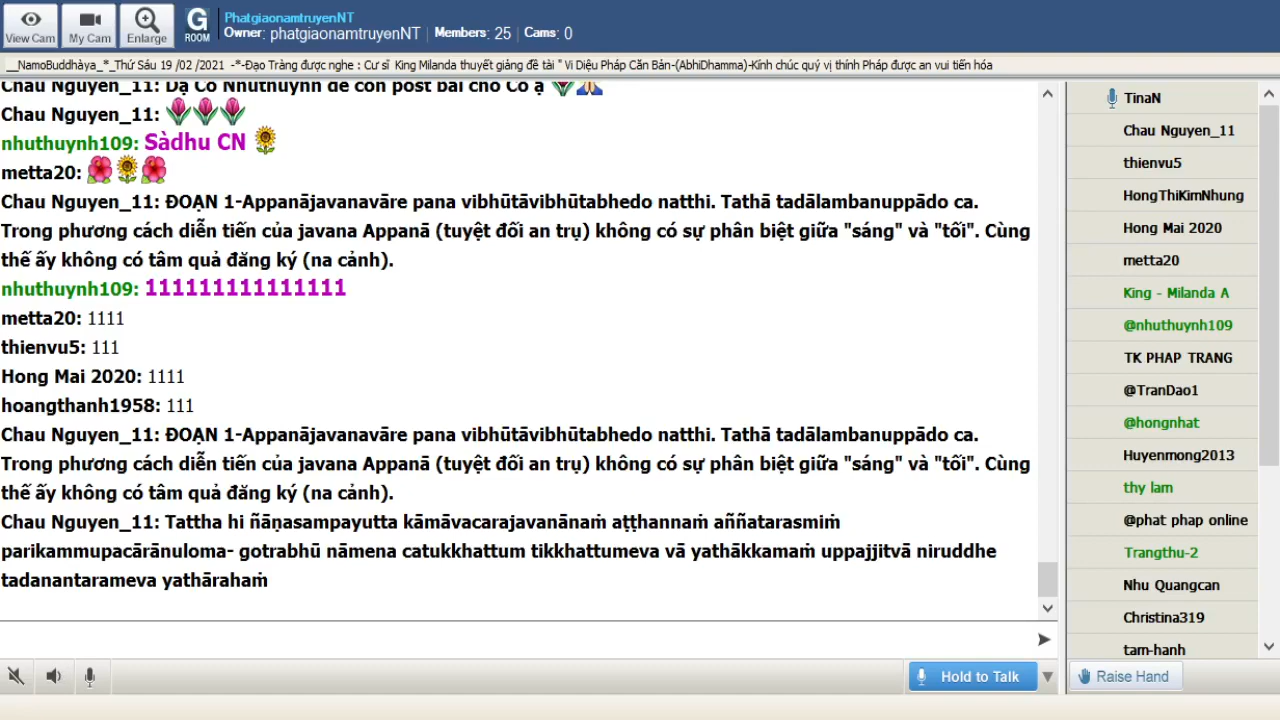 View Cam
My Cam
Enlarge
G
ROOM
PhatgiaonamtruyenNT
Owner: phatgiaonamtruyenNT | Members: 25 | Cams: 0
__NamoBuddhàya_*_Thứ Sáu 19 /02 /2021 -*-Đạo Tràng được nghe : Cư sĩ King Milanda thuyết giảng đề tài " Vi Diệu Pháp Căn Bản-(AbhiDhamma)-Kính chúc quý vị thính Pháp được an vui tiến hóa
Chau Nguyen_11: Dạ Cô Nhuthuynh để con post bài cho Cô ạ
Chau Nguyen_11:
nhuthuynh109: Sàdhu CN
metta20:
Chau Nguyen_11: ĐOẠN 1-Appanājavanavāre pana vibhūtāvibhūtabhedo natthi. Tathā tadālambanuppādo ca.
Trong phương cách diễn tiến của javana Appanā (tuyệt đối an trụ) không có sự phân biệt giữa "sáng" và "tối". Cùng
thế ấy không có tâm quả đăng ký (na cảnh).
nhuthuynh109: 111111111111111
metta20: 1111
thienvu5: 111
Hong Mai 2020: 1111
hoangthanh1958: 111
Chau Nguyen_11: ĐOẠN 1-Appanājavanavāre pana vibhūtāvibhūtabhedo natthi. Tathā tadālambanuppādo ca.
Trong phương cách diễn tiến của javana Appanā (tuyệt đối an trụ) không có sự phân biệt giữa "sáng" và "tối". Cùng
thế ấy không có tâm quả đăng ký (na cảnh).
Chau Nguyen_11: Tattha hi ñāṇasampayutta kāmāvacarajavanānaṁ aṭṭhannaṁ aññatarasmiṁ
parikammupacārānuloma- gotrabhū nāmena catukkhattum tikkhattumeva vā yathākkamaṁ uppajjitvā niruddhe
tadanantarameva yathārahaṁ
TinaN
Chau Nguyen_11
thienvu5
HongThiKimNhung
Hong Mai 2020
metta20
King - Milanda A
@nhuthuynh109
TK PHAP TRANG
@TranDao1
@hongnhat
Huyenmong2013
thy lam
@phat phap online
Trangthu-2
Nhu Quangcan
Christina319
tam-hanh
Hold to Talk
Raise Hand